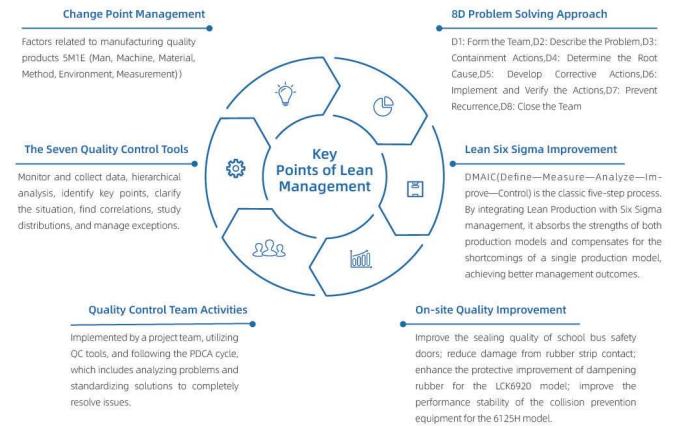 Change Point Management
Factors related to manufacturing quality
products 5M1E (Man, Machine, Material,
Method, Environment, Measurement))
8D Problem Solving Approach
D1: Form the Team,D2: Describe the Problem,D3:
Containment Actions,D4: Determine the Root
Cause,D5: Develop Corrective Actions,D6:
Implement and Verify the Actions,D7: Prevent
Recurrence,D8: Close the Team
The Seven Quality Control Tools
Monitor and collect data, hierarchical
analysis, identify key points, clarify
the situation, find correlations, study
distributions, and manage exceptions.
Key
Points of Lean
Management
Lean Six Sigma Improvement
DMAIC(Define—Measure—Analyze—Im-
prove—Control) is the classic five-step process.
By integrating Lean Production with Six Sigma
management, it absorbs the strengths of both
production models and compensates for the
shortcomings of a single production model,
achieving better management outcomes.
Quality Control Team Activities
Implemented by a project team, utilizing
QC tools, and following the PDCA cycle,
which includes analyzing problems and
standardizing solutions to completely
resolve issues.
On-site Quality Improvement
Improve the sealing quality of school bus safety
doors; reduce damage from rubber strip contact;
enhance the protective improvement of dampening
rubber for the LCK6920 model; improve the
performance stability of the collision prevention
equipment for the 6125H model.